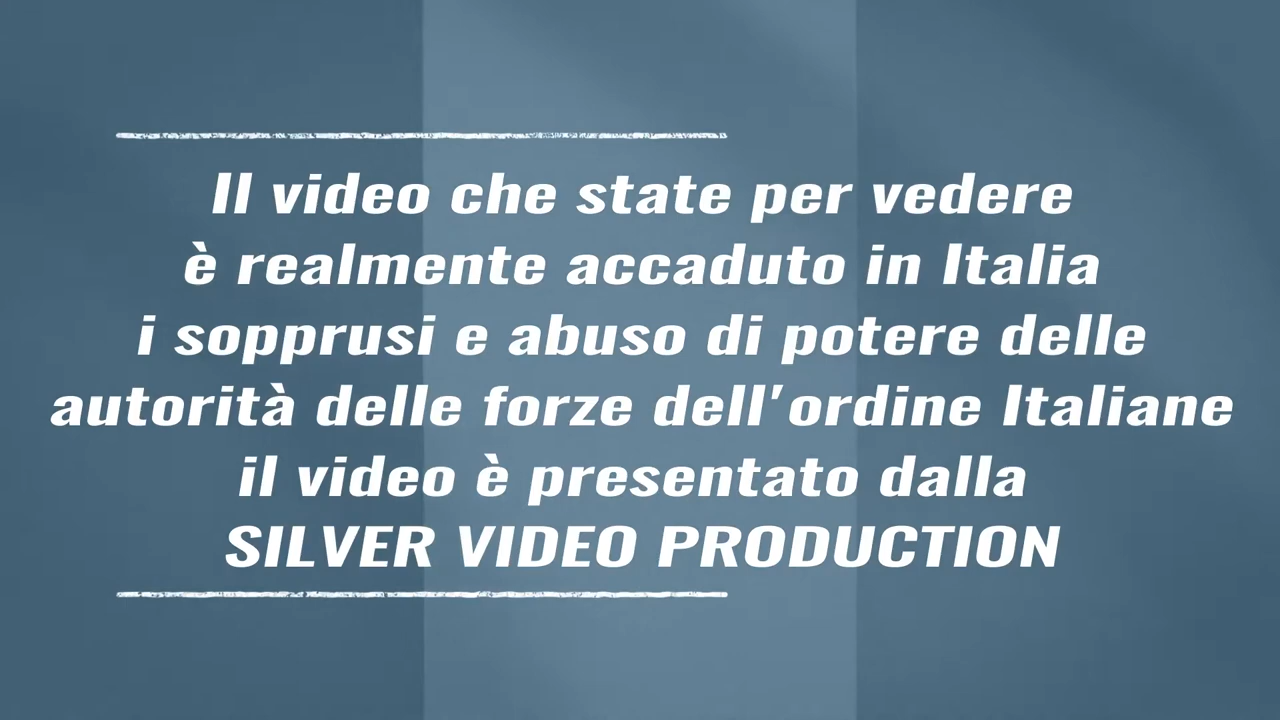 Il video che state per vedere
è realmente accaduto in Italia
i sopprusi e abuso di potere delle
autorità delle forze dell'ordine Italiane
il video è presentato dalla
SILVER VIDEO PRODUCTION